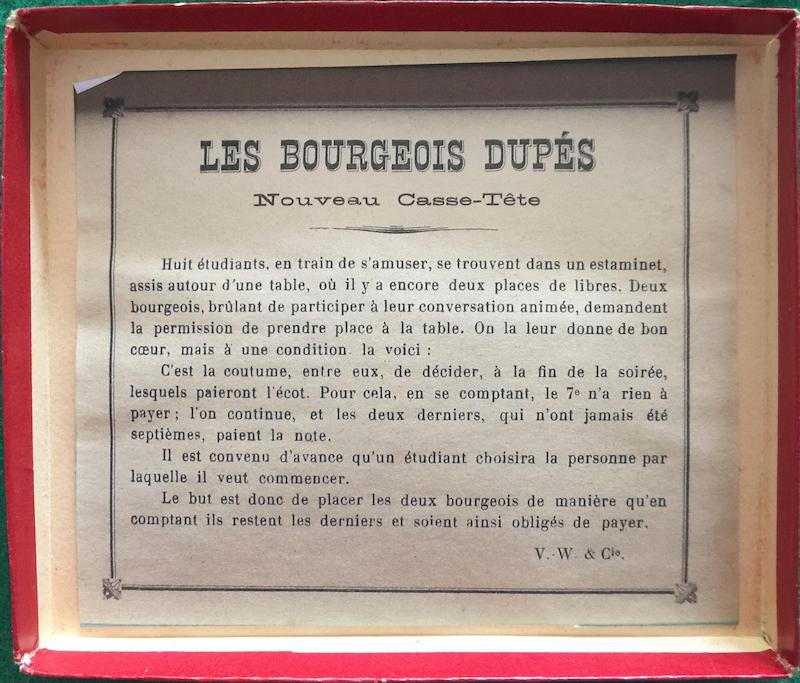 LES BOURGEOIS DUPÉS
Nouveau Casse-Tête
Huit étudiants, en train de s'amuser, se trouvent dans un estaminet,
assis autour d'une table, où il y a encore deux places de libres. Deux
bourgeois, brûlant de participer à leur conversation animée, demandent
la permission de prendre place à la table. On la leur donne de bon
cœur, mais à une condition. la voici :
C'est la coutume, entre eux, de décider, à la fin de la soirée,
lesquels paieront l'écot. Pour cela, en se comptant, le 7e n'a rien à
payer ; l'on continue, et les deux derniers, qui n'ont jamais été
septièmes, paient la note.
Il est convenu d'avance qu'un étudiant choisira la personne par
laquelle il veut commencer.
Le but est donc de placer les deux bourgeois de manière qu'en
comptant ils restent les derniers et soient ainsi obligés de payer.
V.-W. & Cie.